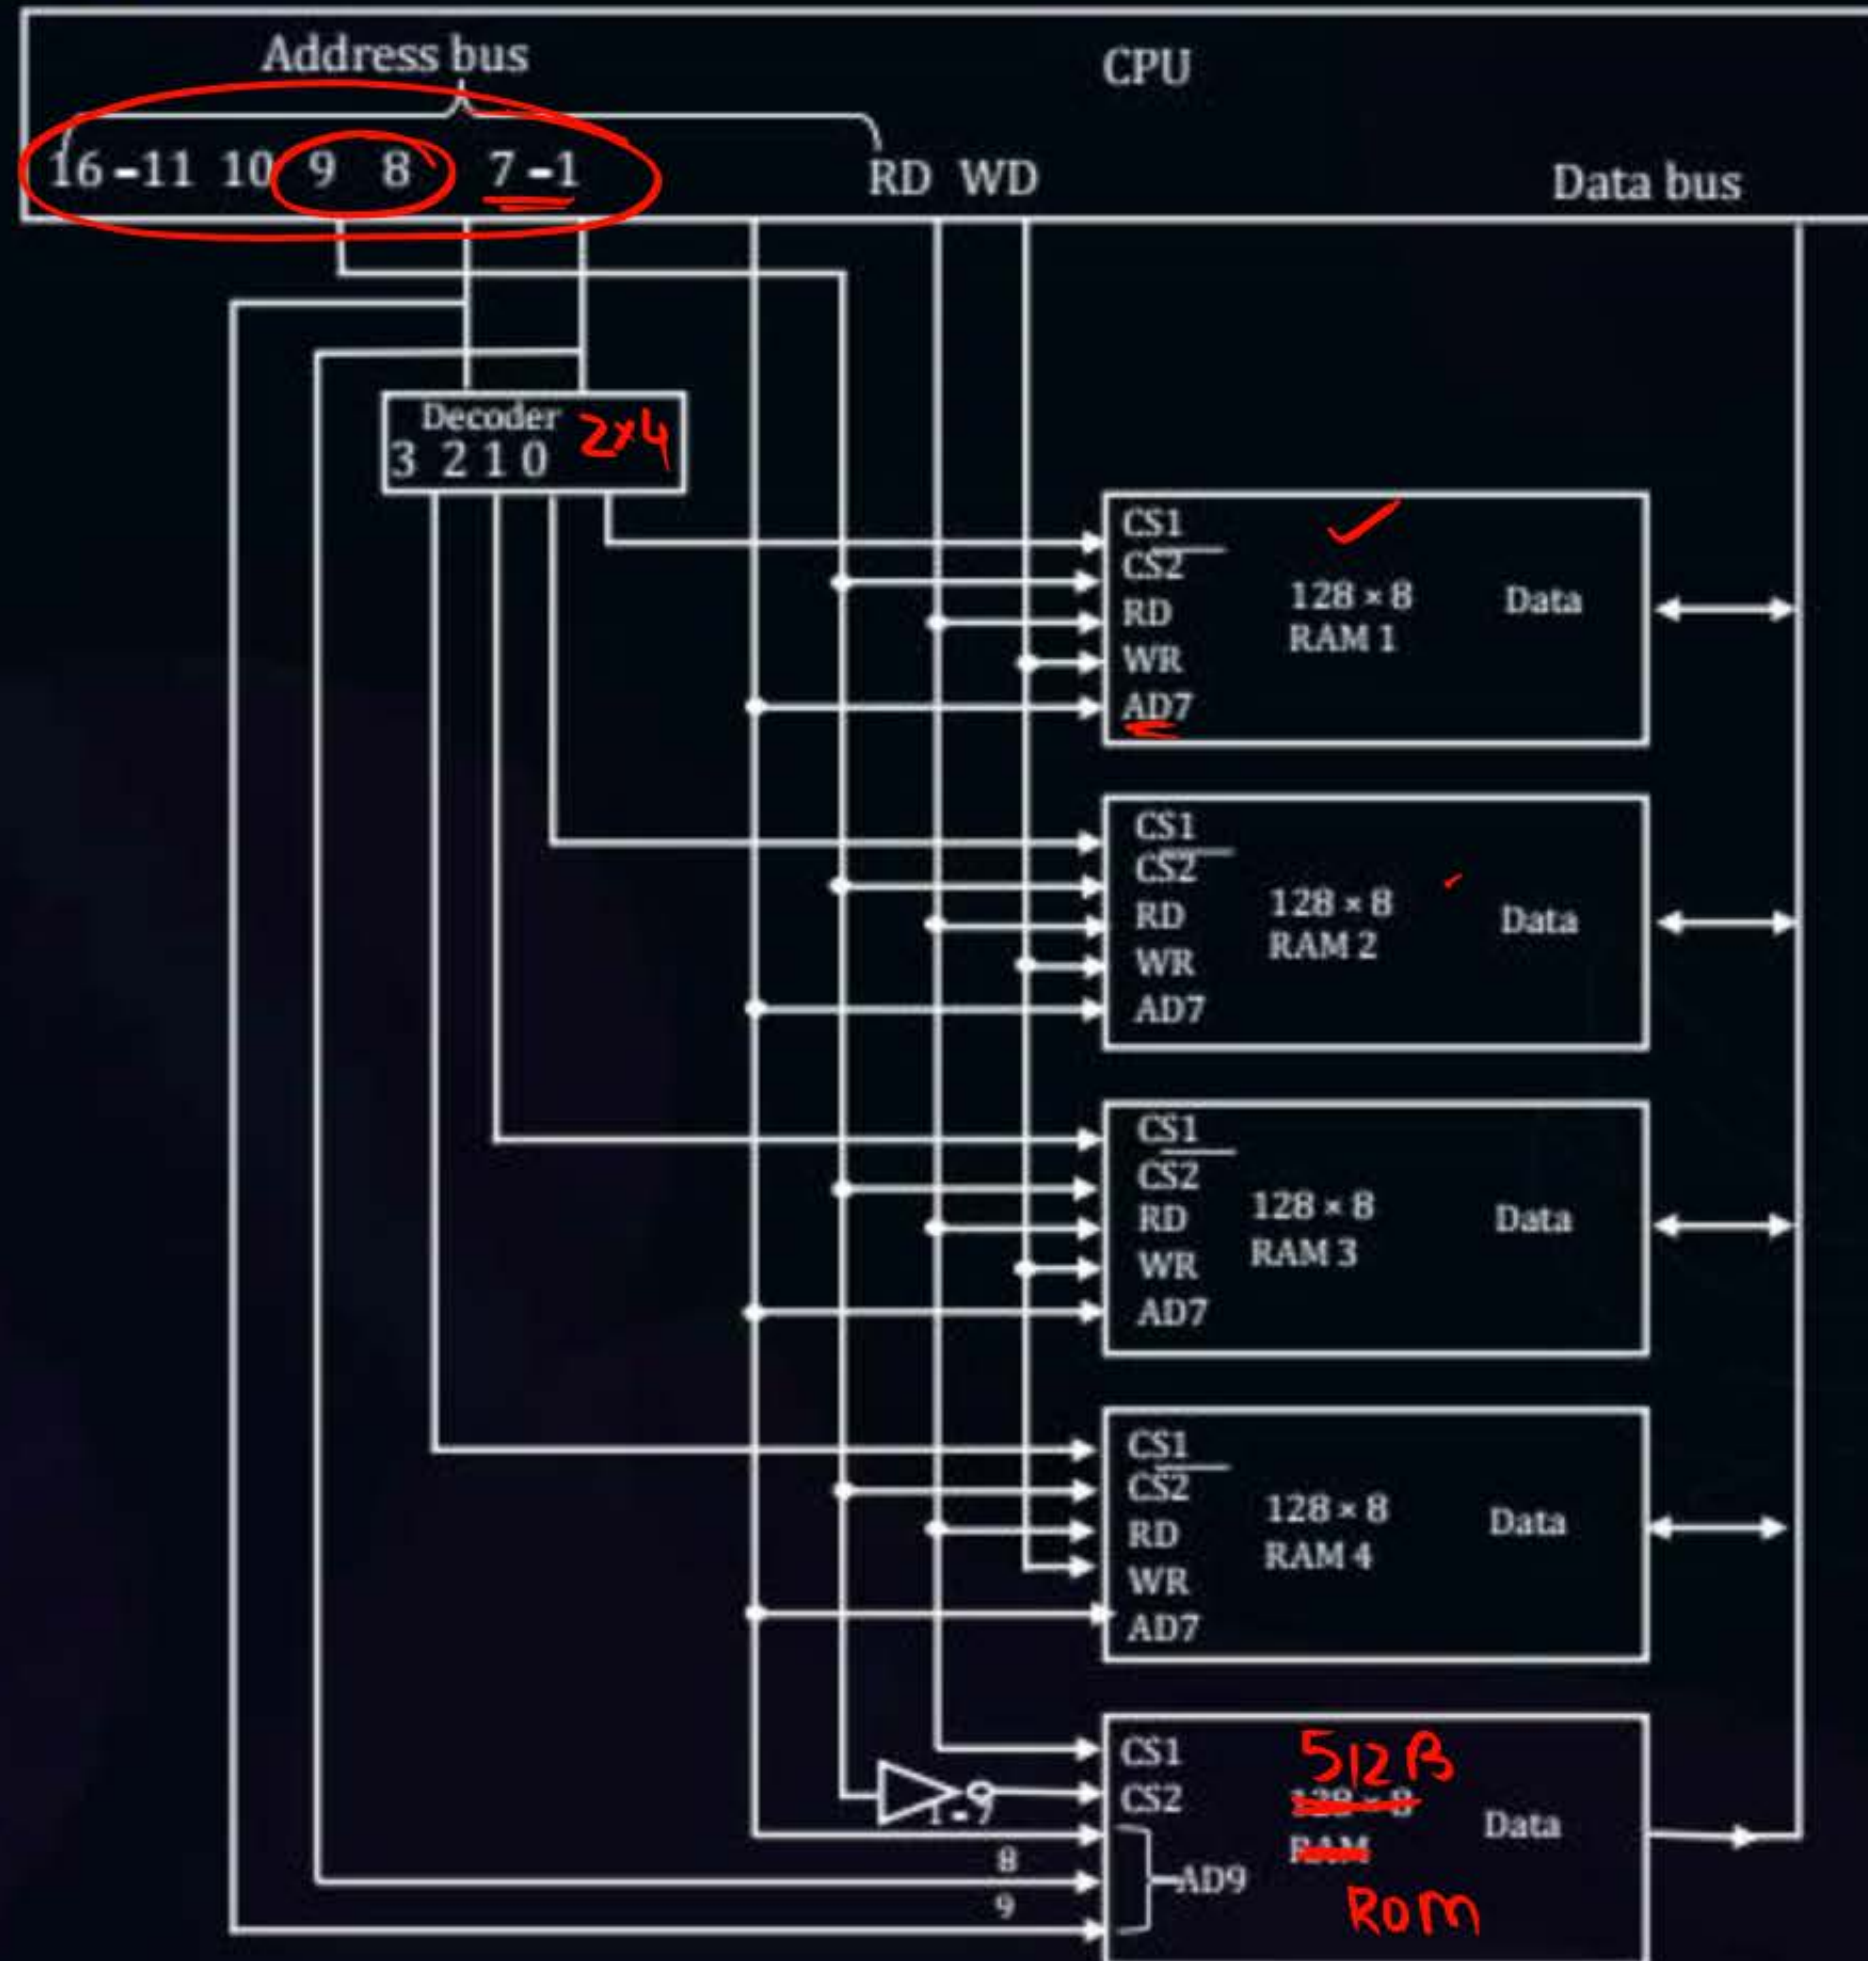 Address bus
CPU
16-11 10 9 8 7-1
RD WD
Data bus
Decoder 2x4
3 2 1 0
CS1
CS2
RD
WR
AD7
128 × 8
RAM 1
Data
CS1
CS2
RD
WR
AD7
128 × 8
RAM 2
Data
CS1
CS2
RD
WR
AD7
128 × 8
RAM 3
Data
CS1
CS2
RD
WR
AD7
128 × 8
RAM 4
Data
CS1
CS2
1-7
8
9
AD9
512 B
128 × 8
RAM
ROM
Data